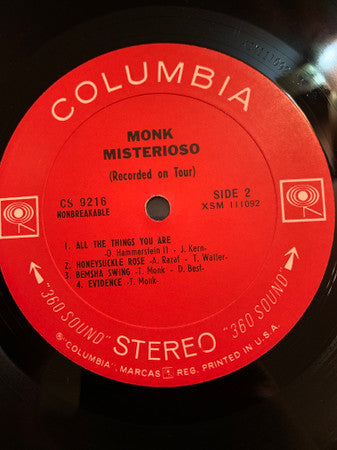 COLUMBIA
MONK
MISTERIOSO
(Recorded on Tour)
CS 9216
NONBREAKABLE
SIDE 2
XSM 111092
1. ALL THE THINGS YOU ARE
-O. Hammerstein II - J. Kern-
2. HONEYSUCKLE ROSE -A. Razaf - T. Waller-
3. BEMSHA SWING -T. Monk - D. Best-
4. EVIDENCE -T. Monk-
"360 SOUND" STEREO "360 SOUND"
® "COLUMBIA", MARCAS REG. PRINTED IN U.S.A.